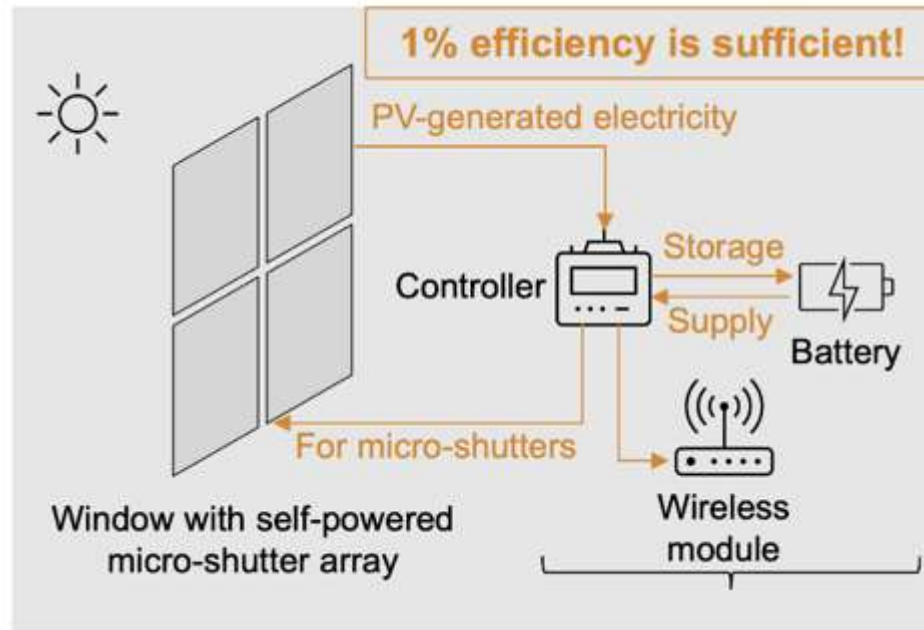 1% efficiency is sufficient!
PV-generated electricity
Storage
Controller
Supply
Battery
For micro-shutters
Wireless
module
Window with self-powered
micro-shutter array